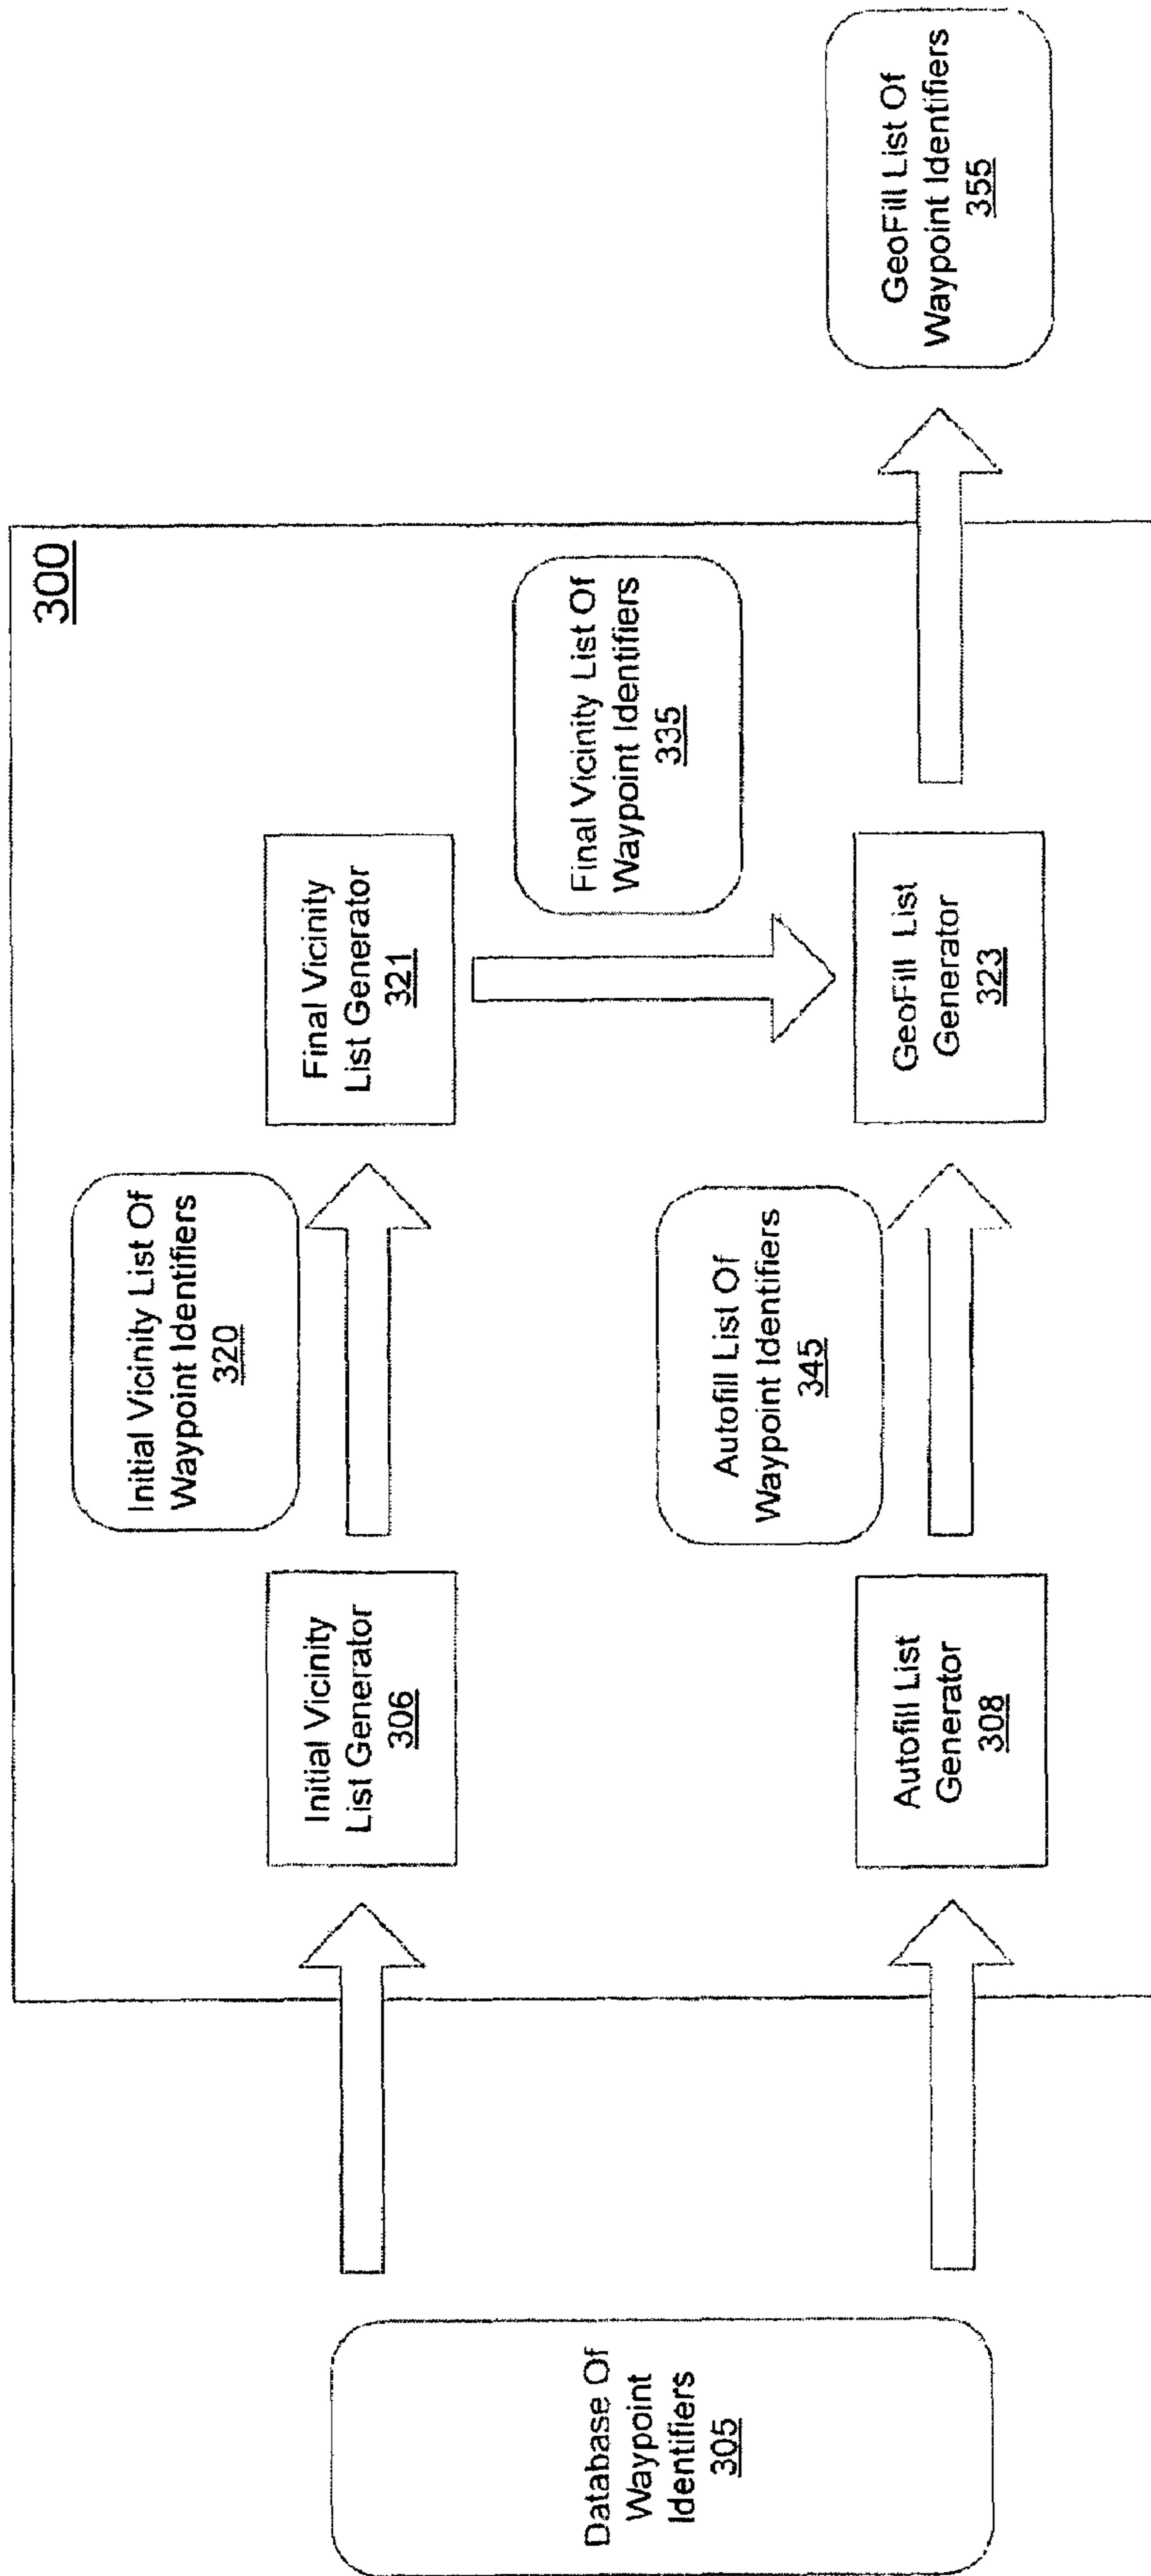 300
Database Of
Waypoint
Identifiers
305
Initial Vicinity
List Generator
306
Initial Vicinity List Of
Waypoint Identifiers
320
Final Vicinity
List Generator
321
Final Vicinity List Of
Waypoint Identifiers
335
Autofill List
Generator
308
Autofill List Of
Waypoint Identifiers
345
GeoFill List
Generator
323
GeoFill List Of
Waypoint Identifiers
355